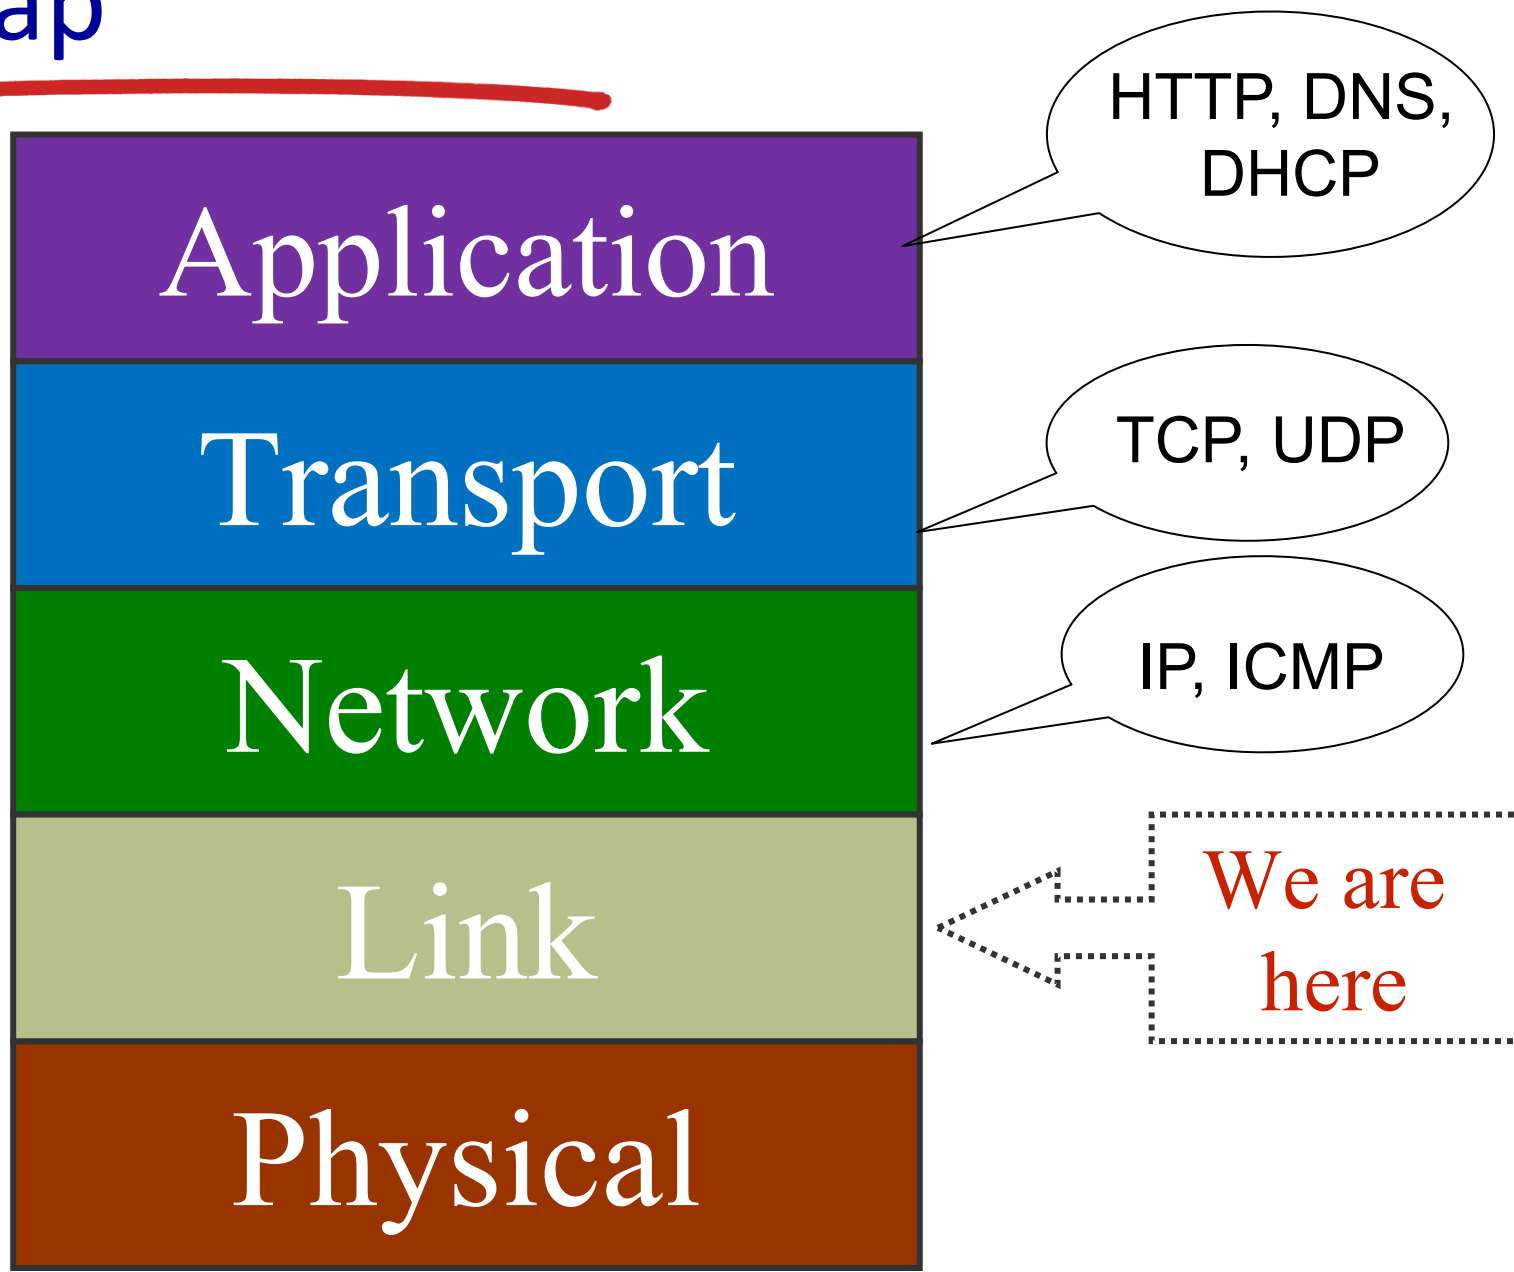 ap
Application
HTTP, DNS,
DHCP
Transport
TCP, UDP
Network
IP, ICMP
Link
We are
here
Physical